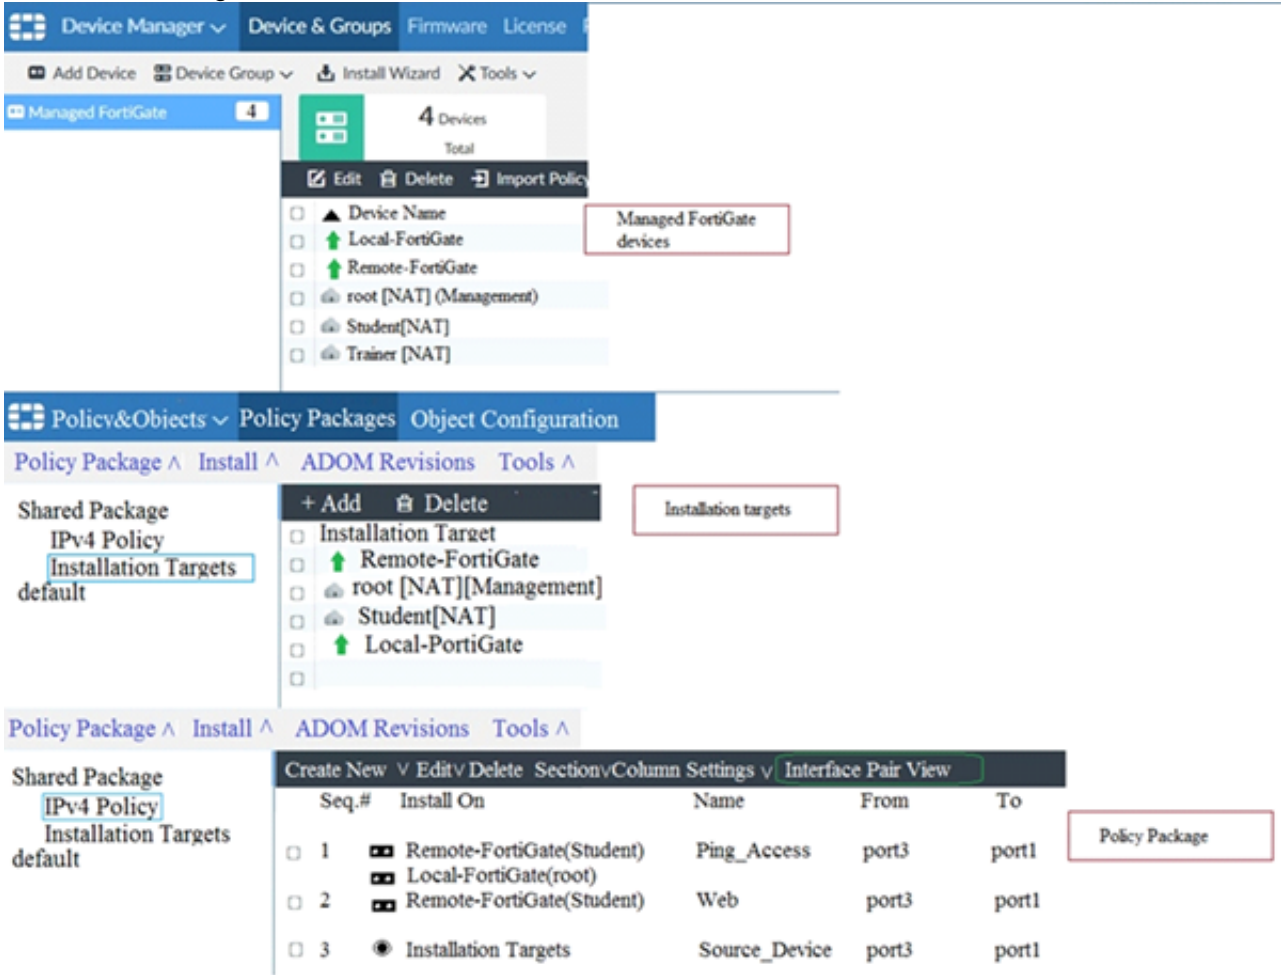 Device Manager Device & Groups Firmware License
Add Device Device Group Install Wizard Tools
Managed FortiGate 4
4 Devices
Total
Edit Delete Import Policy
Device Name
Local-FortiGate
Remote-FortiGate
root [NAT] (Management)
Student[NAT]
Trainer [NAT]
Managed FortiGate
devices
Policy&Objects Policy Packages Object Configuration
Policy Package Install ADOM Revisions Tools
Shared Package
IPv4 Policy
Installation Targets
default
+ Add Delete
Installation Target
Remote-FortiGate
root [NAT][Management]
Student[NAT]
Local-PortiGate
Installation targets
Policy Package Install ADOM Revisions Tools
Shared Package
IPv4 Policy
Installation Targets
default
Create New Edit Delete Section Column Settings Interface Pair View
Seq.# Install On Name From To
1 Remote-FortiGate(Student) Ping_Access port3 port1
Local-FortiGate(root)
2 Remote-FortiGate(Student) Web port3 port1
3 Installation Targets Source_Device port3 port1
Policy Package